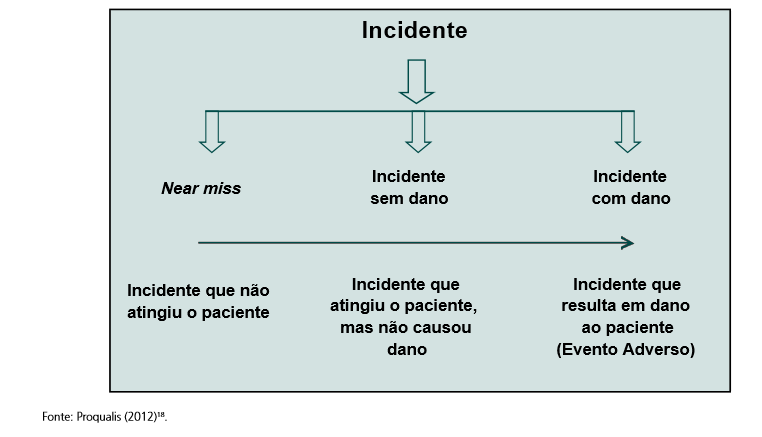 Incidente
Near miss
Incidente
sem dano
Incidente
com dano
Incidente que não
atingiu o paciente
Incidente que
atingiu o paciente,
mas não causou
dano
Incidente que
resulta em dano
ao paciente
(Evento Adverso)
Fonte: Proqualis (2012)¹⁸.